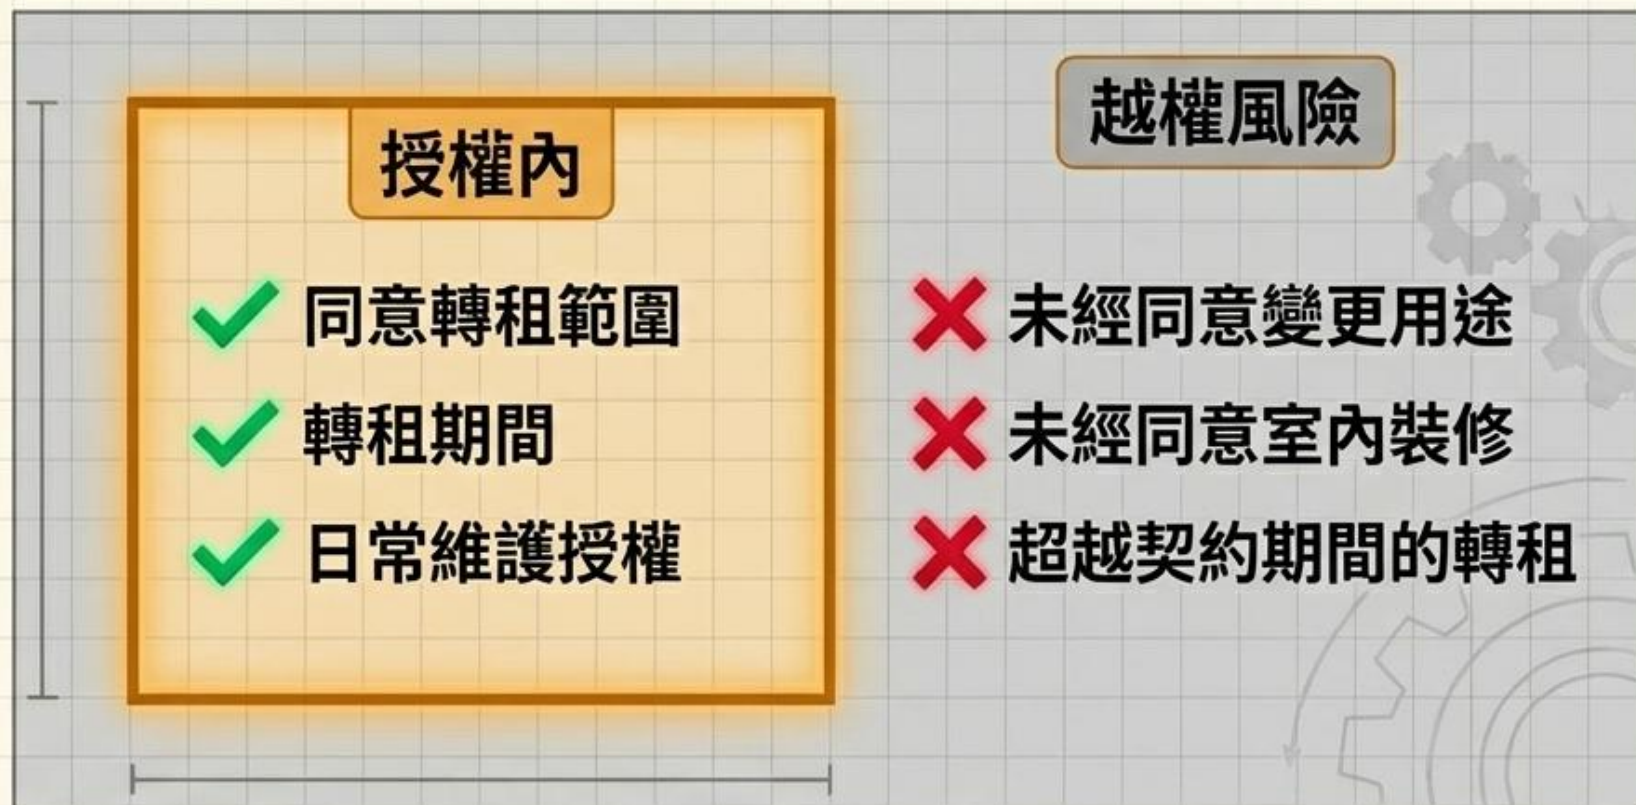 授權內
同意轉租範圍
轉租期間
日常維護授權
越權風險
未經同意變更用途
未經同意室內裝修
超越契約期間的轉租